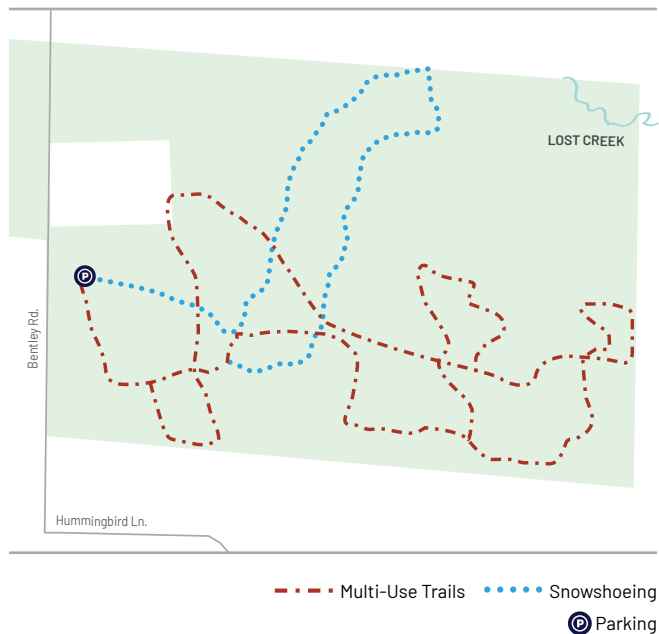 LOST CREEK
P
Bentley Rd.
Hummingbird Ln.
Multi-Use Trails
Snowshoeing
P Parking